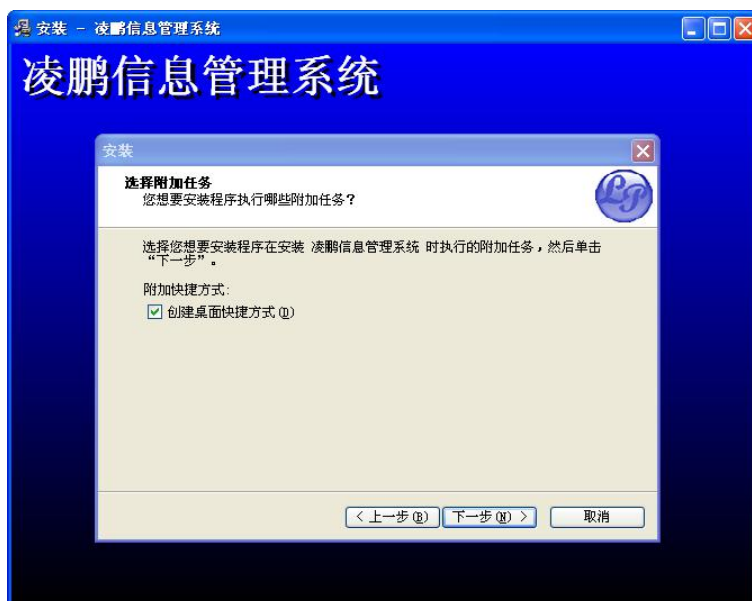 安装 - 凌鹏信息管理系统
凌鹏信息管理系统
安装
选择附加任务
您想要安装程序执行哪些附加任务?
LP
选择您想要安装程序在安装 凌鹏信息管理系统 时执行的附加任务,然后单击
“下一步”。
附加快捷方式:
创建桌面快捷方式(D)
< 上一步(B) 下一步(N) > 取消